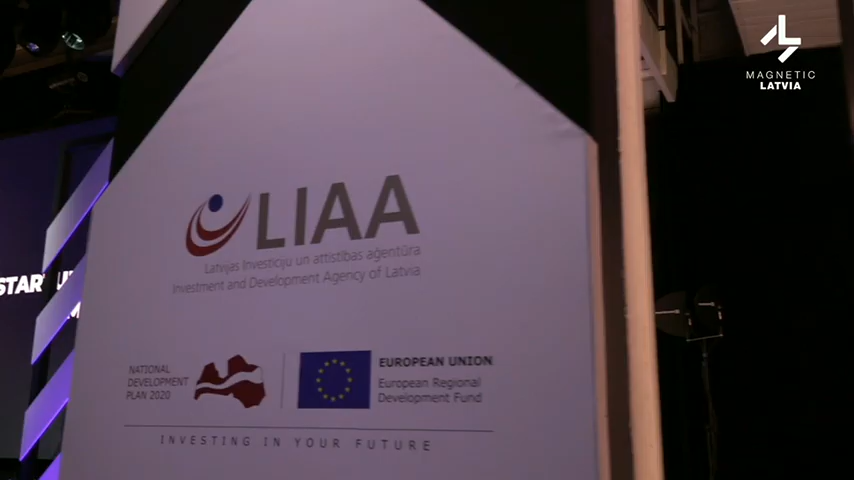 MAGNETIC
LATVIA
LIAA
Latvijas Investīciju un attīstības aģentūra
Investment and Development Agency of Latvia
START
NATIONAL
DEVELOPMENT
PLAN 2020
EUROPEAN UNION
European Regional
Development Fund
INVESTING IN YOUR FUTURE